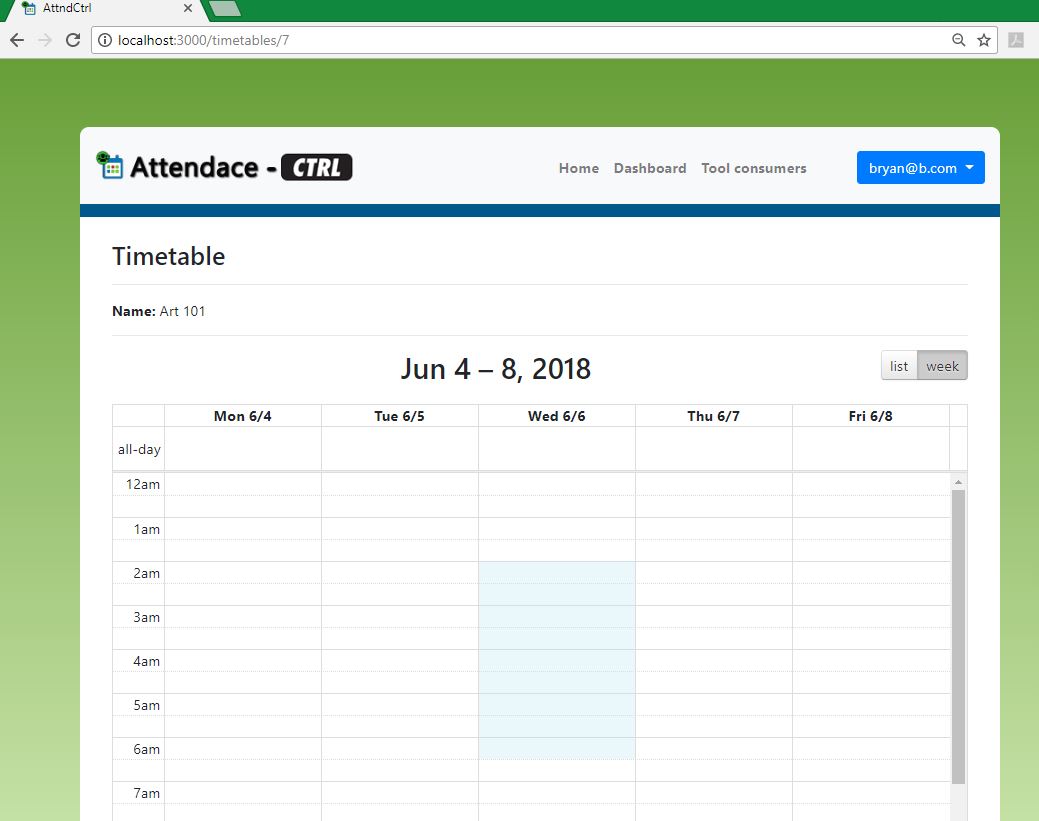 AttndCtrl
localhost:3000/timetables/7
Attendace - CTRL
Home Dashboard Tool consumers bryan@b.com
Timetable
Name: Art 101
Jun 4 – 8, 2018
list week
Mon 6/4 Tue 6/5 Wed 6/6 Thu 6/7 Fri 6/8
all-day
12am
1am
2am
3am
4am
5am
6am
7am